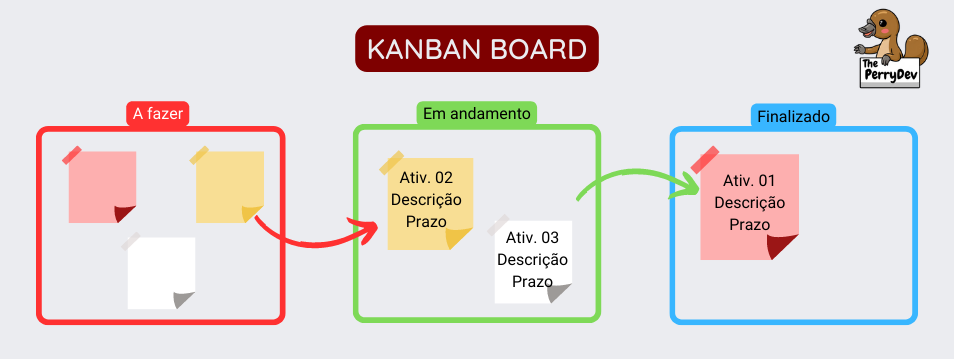 KANBAN BOARD
The
PerryDev
A fazer
Em andamento
Finalizado
Ativ. 02
Descrição
Prazo
Ativ. 03
Descrição
Prazo
Ativ. 01
Descrição
Prazo